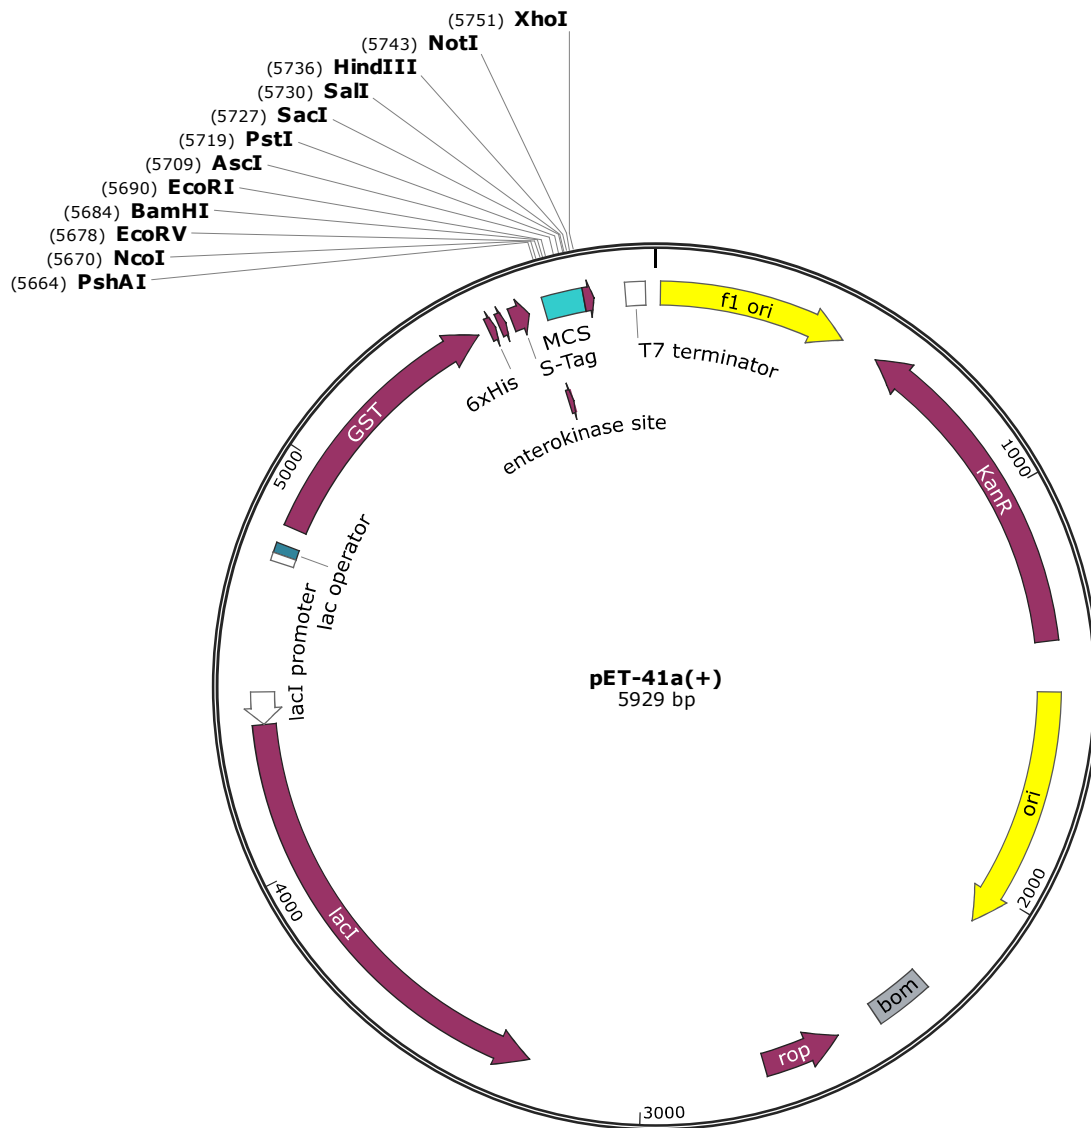 (5751) XhoI
(5743) NotI
(5736) HindIII
(5730) SalI
(5727) SacI
(5719) PstI
(5709) AscI
(5690) EcoRI
(5684) BamHI
(5678) EcoRV
(5670) NcoI
(5664) PshAI
f1 ori
MCS
S-Tag
T7 terminator
6xHis
GST
enterokinase site
5000
1000
KanR
lac operator
lacI promoter
pET-41a(+)
5929 bp
ori
2000
4000
lacI
bom
rop
3000